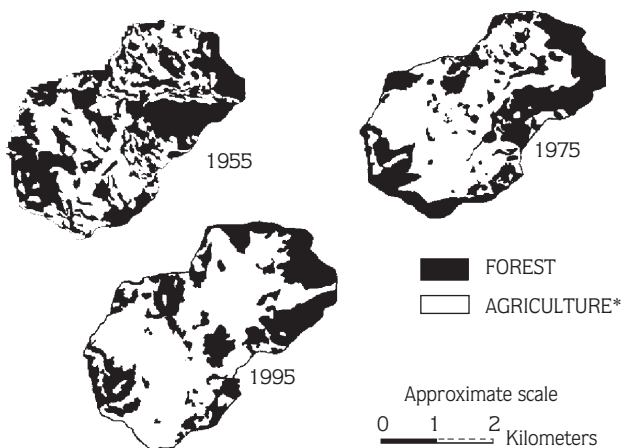 1955
1975
FOREST
AGRICULTURE*
1995
Approximate scale
0 1 2
Kilometers